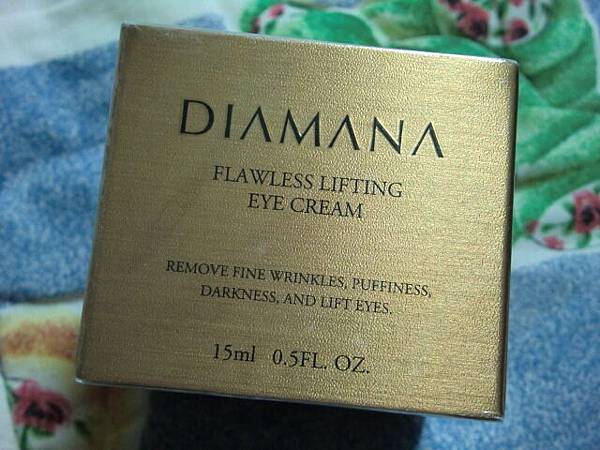 DIAMANA
FLAWLESS LIFTING
EYE CREAM
REMOVE FINE WRINKLES, PUFFINESS,
DARKNESS, AND LIFT EYES.
15ml 0.5FL. OZ.